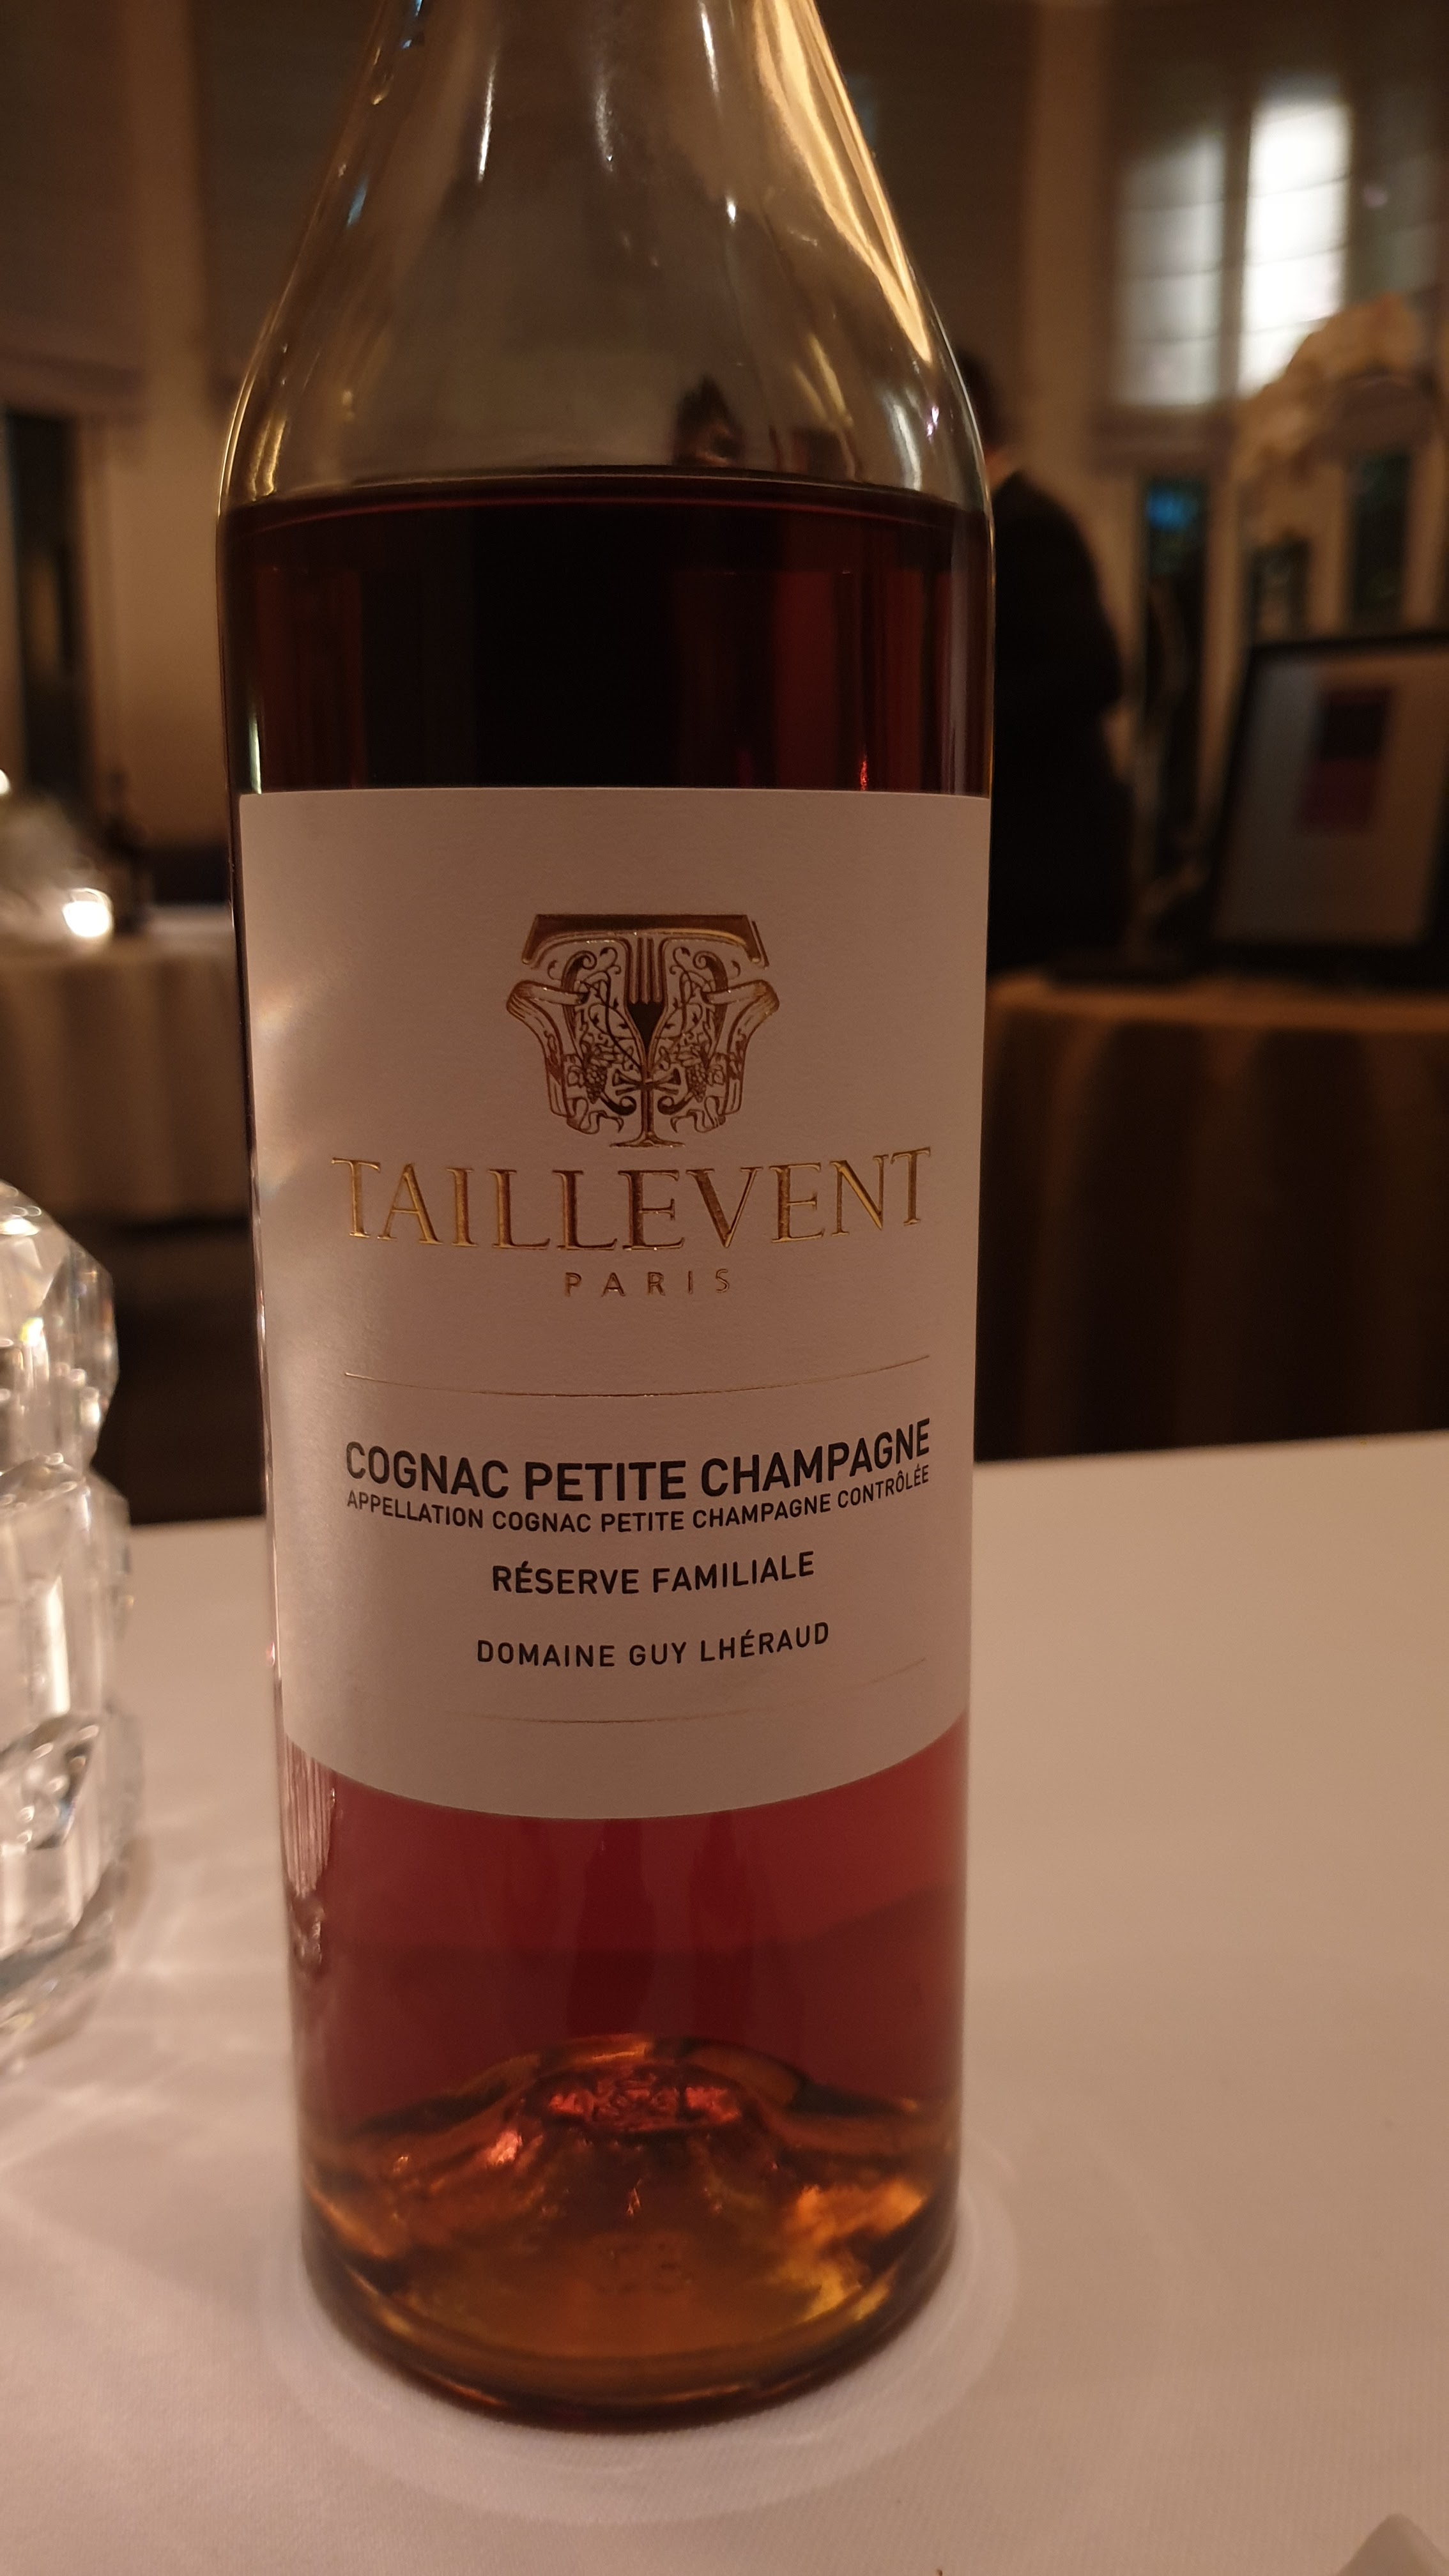 TAILLEVENT
PARIS
COGNAC PETITE CHAMPAGNE
APPELLATION COGNAC PETITE CHAMPAGNE CONTRÔLÉE
RÉSERVE FAMILIALE
DOMAINE GUY LHÉRAUD